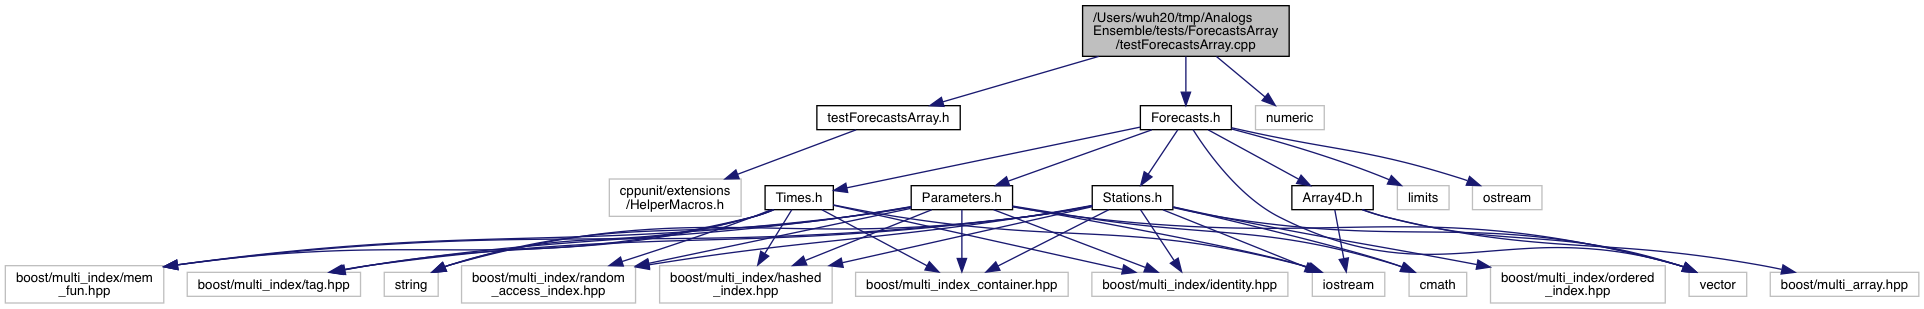 /Users/wuh20/tmp/Analogs
Ensemble/tests/ForecastsArray
/testForecastsArray.cpp
testForecastsArray.h
Forecasts.h
numeric
cppunit/extensions
/HelperMacros.h
Times.h
Parameters.h
Stations.h
Array4D.h
limits
ostream
boost/multi_index/mem
_fun.hpp
boost/multi_index/tag.hpp
string
boost/multi_index/random
_access_index.hpp
boost/multi_index/hashed
_index.hpp
boost/multi_index_container.hpp
boost/multi_index/identity.hpp
iostream
cmath
boost/multi_index/ordered
_index.hpp
vector
boost/multi_array.hpp